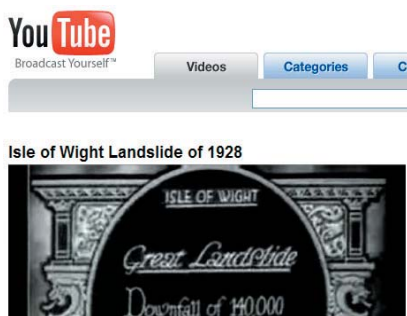 You Tube
Broadcast Yourself™
Videos Categories C
Isle of Wight Landslide of 1928
ISLE OF WIGHT
Great Landslide
Downfall of 140.000